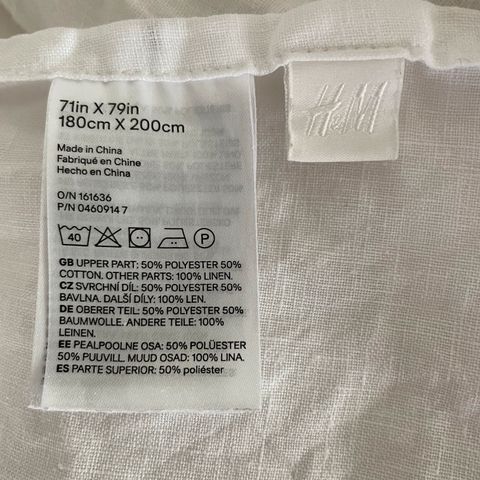 71in X 79in
180cm X 200cm
Made in China
Fabriqué en Chine
Hecho en China
O/N 161636
P/N 0460914 7
40
P
GB UPPER PART: 50% POLYESTER 50%
COTTON. OTHER PARTS: 100% LINEN.
CZ SVRCHNÍ DÍL: 50% POLYESTER 50%
BAVLNA. DALŠÍ DÍLY: 100% LEN.
DE OBERER TEIL: 50% POLYESTER 50%
BAUMWOLLE. ANDERE TEILE: 100%
LEINEN.
EE PEALPOOLNE OSA: 50% POLÜESTER
50% PUUVILL. MUUD OSAD: 100% LINA.
ES PARTE SUPERIOR: 50% poliéster
H&M